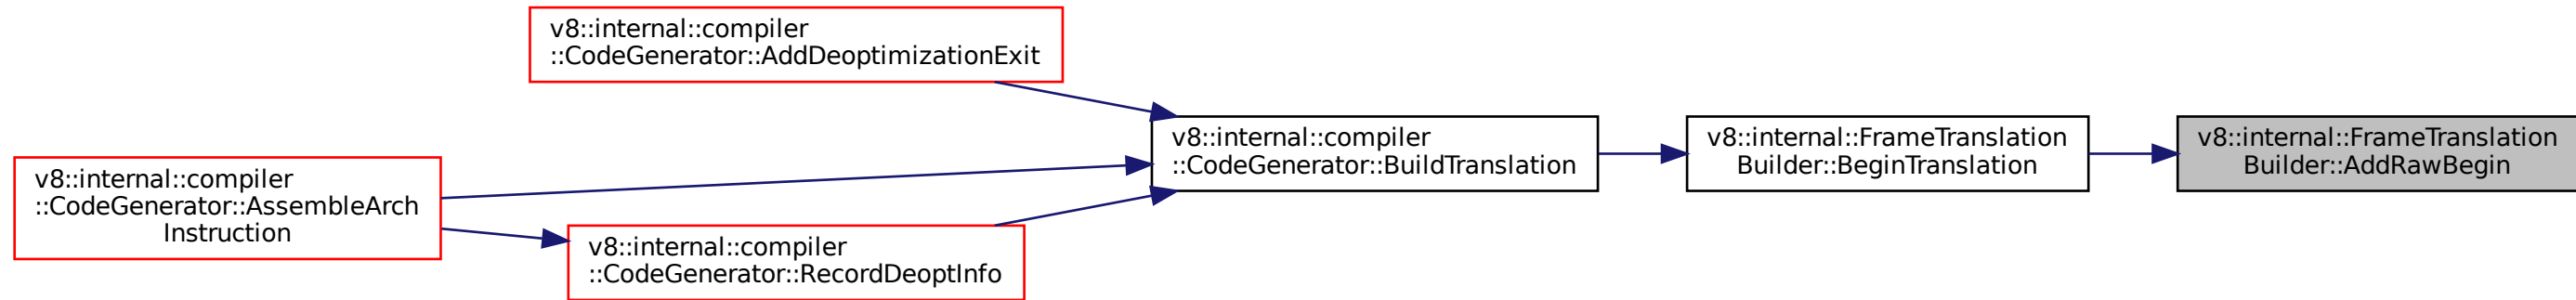 v8::internal::compiler
::CodeGenerator::AddDeoptimizationExit
v8::internal::compiler
::CodeGenerator::AssembleArch
Instruction
v8::internal::compiler
::CodeGenerator::RecordDeoptInfo
v8::internal::compiler
::CodeGenerator::BuildTranslation
v8::internal::FrameTranslation
Builder::BeginTranslation
v8::internal::FrameTranslation
Builder::AddRawBegin